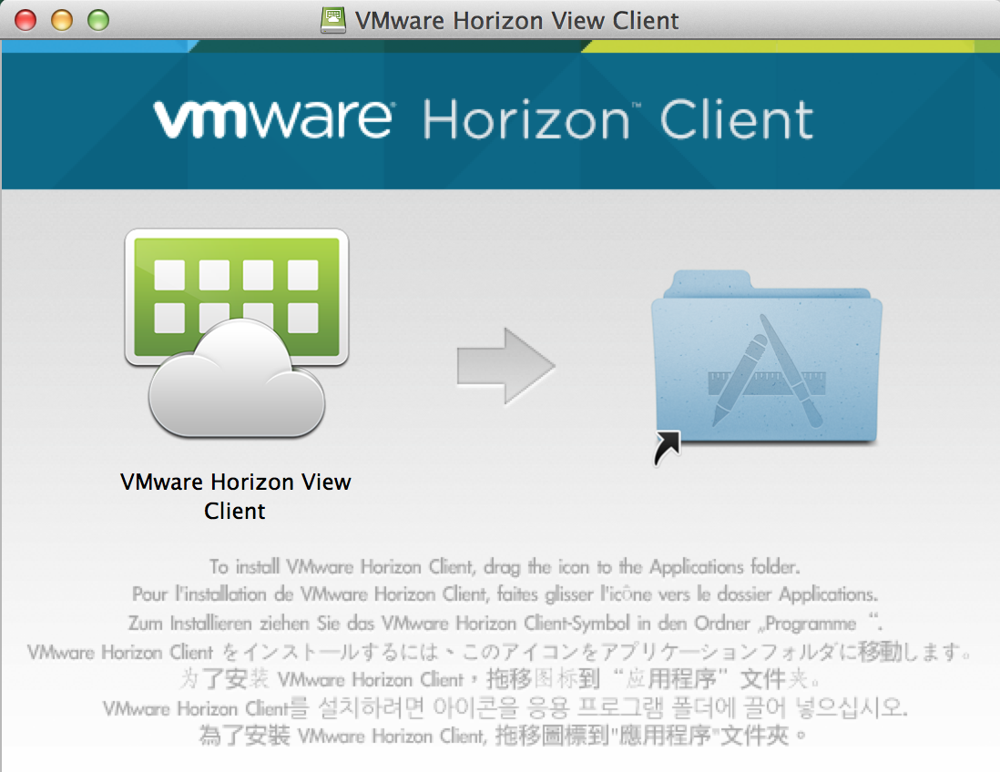 VMware Horizon View Client
vmware® Horizon™ Client
VMware Horizon View
Client
To install VMware Horizon Client, drag the icon to the Applications folder.
Pour l'installation de VMware Horizon Client, faites glisser l'icône vers le dossier Applications.
Zum Installieren ziehen Sie das VMware Horizon Client-Symbol in den Ordner „Programme “.
VMware Horizon Client をインストールするには、このアイコンをアプリケーションフォルダに移動します。
为了安装 VMware Horizon Client，拖移图标到“应用程序”文件夹。
VMware Horizon Client를 설치하려면 아이콘을 응용 프로그램 폴더에 끌어 넣으십시오.
為了安裝 VMware Horizon Client, 拖移圖標到"應用程序"文件夾。